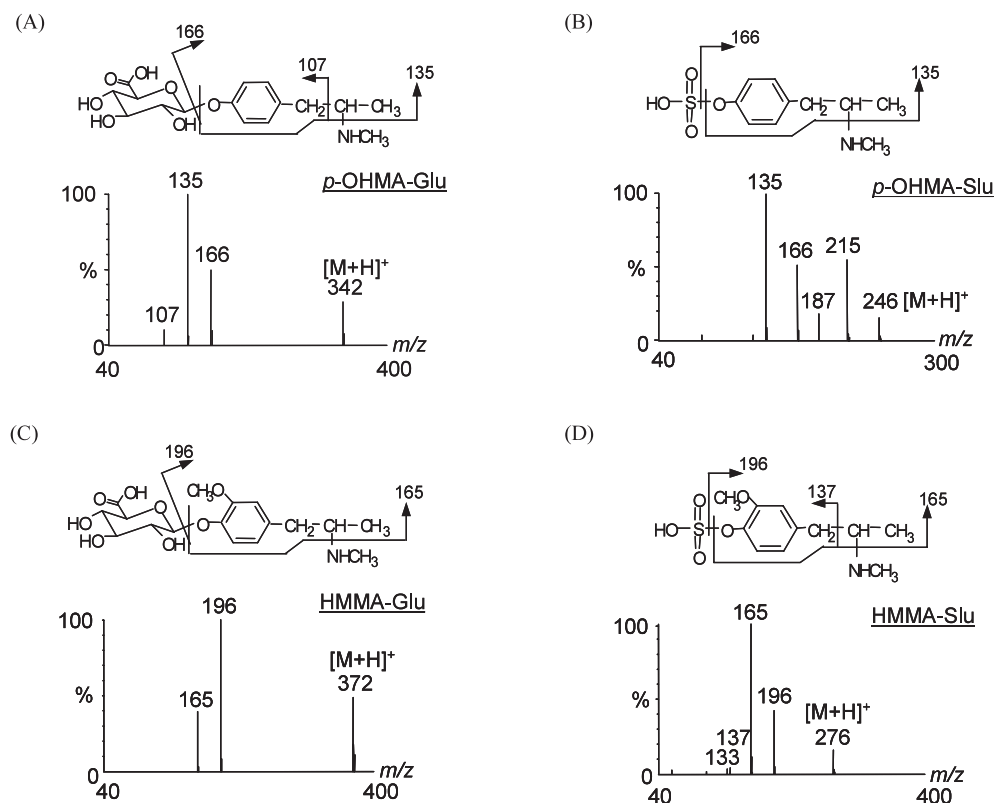 (A)
166
107
135
O
OH
O
HO
HO
OH
O
CH2
CH
CH3
NHCH3
p-OHMA-Glu
100
%
0
40
107
135
166
[M+H]+
342
m/z
400
(B)
166
135
O
HO
S
O
O
CH2
CH
CH3
NHCH3
p-OHMA-Slu
100
%
0
40
135
166
187
215
246 [M+H]+
m/z
300
(C)
196
165
O
OH
O
HO
HO
OH
O
CH3O
CH2
CH
CH3
NHCH3
HMMA-Glu
100
%
0
40
165
196
[M+H]+
372
m/z
400
(D)
196
137
165
O
HO
S
O
O
CH3O
CH2
CH
CH3
NHCH3
HMMA-Slu
100
%
0
40
133
137
165
196
[M+H]+
276
m/z
400